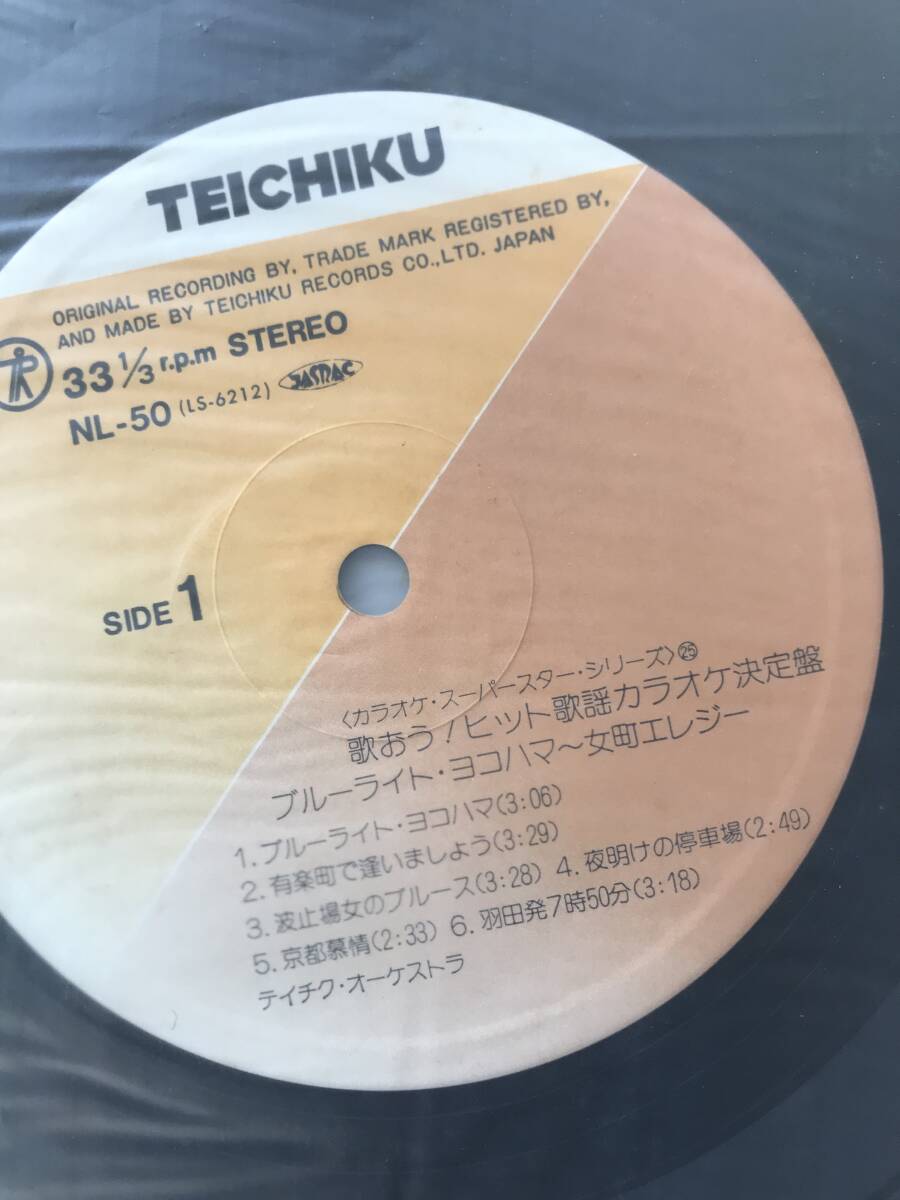 TEICHIKU
ORIGINAL RECORDING BY, TRADE MARK REGISTERED BY,
AND MADE BY TEICHIKU RECORDS CO.,LTD. JAPAN
33 1/3 r.p.m STEREO
NL-50 (LS-6212) JASRAC
SIDE 1
〈カラオケ・スーパースター・シリーズ〉㉕
歌おう!ヒット歌謡カラオケ決定盤
ブルーライト・ヨコハマ〜女町エレジー
1. ブルーライト・ヨコハマ(3:06)
2. 有楽町で逢いましょう(3:29)
3. 波止場女のブルース(3:28) 4. 夜明けの停車場(2:49)
5. 京都慕情(2:33) 6. 羽田発7時50分(3:18)
テイチク・オーケストラ